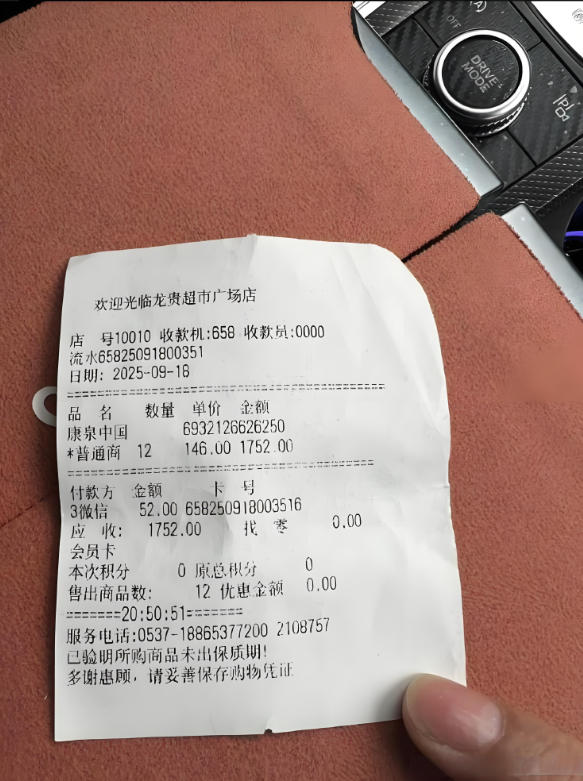 OFF
DRIVE
MODE
欢迎光临龙贵超市广场店
店 号10010 收款机:658 收款员:0000
流水65825091800351
日期: 2025-09-18
品 名 数量 单价 金额
康泉中国 6932126626250
*普通商 12 146.00 1752.00
付款方 金额 卡 号
3微信 52.00 658250918003516
应 收: 1752.00 找 零 0.00
会员卡
本次积分 0 原总积分 0
售出商品数: 12 优惠金额 0.00
=======20:50:51=======
服务电话:0537-18865377200 2108757
已验明所购商品未出保质期!
多谢惠顾，请妥善保存购物凭证